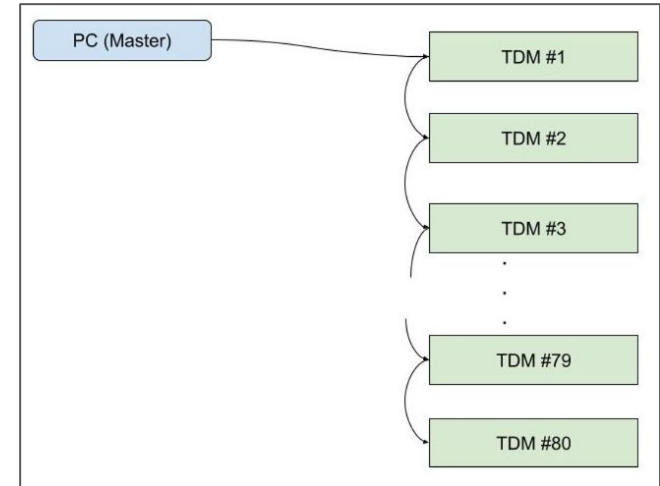 PC (Master)
TDM #1
TDM #2
TDM #3
.
.
.
TDM #79
TDM #80